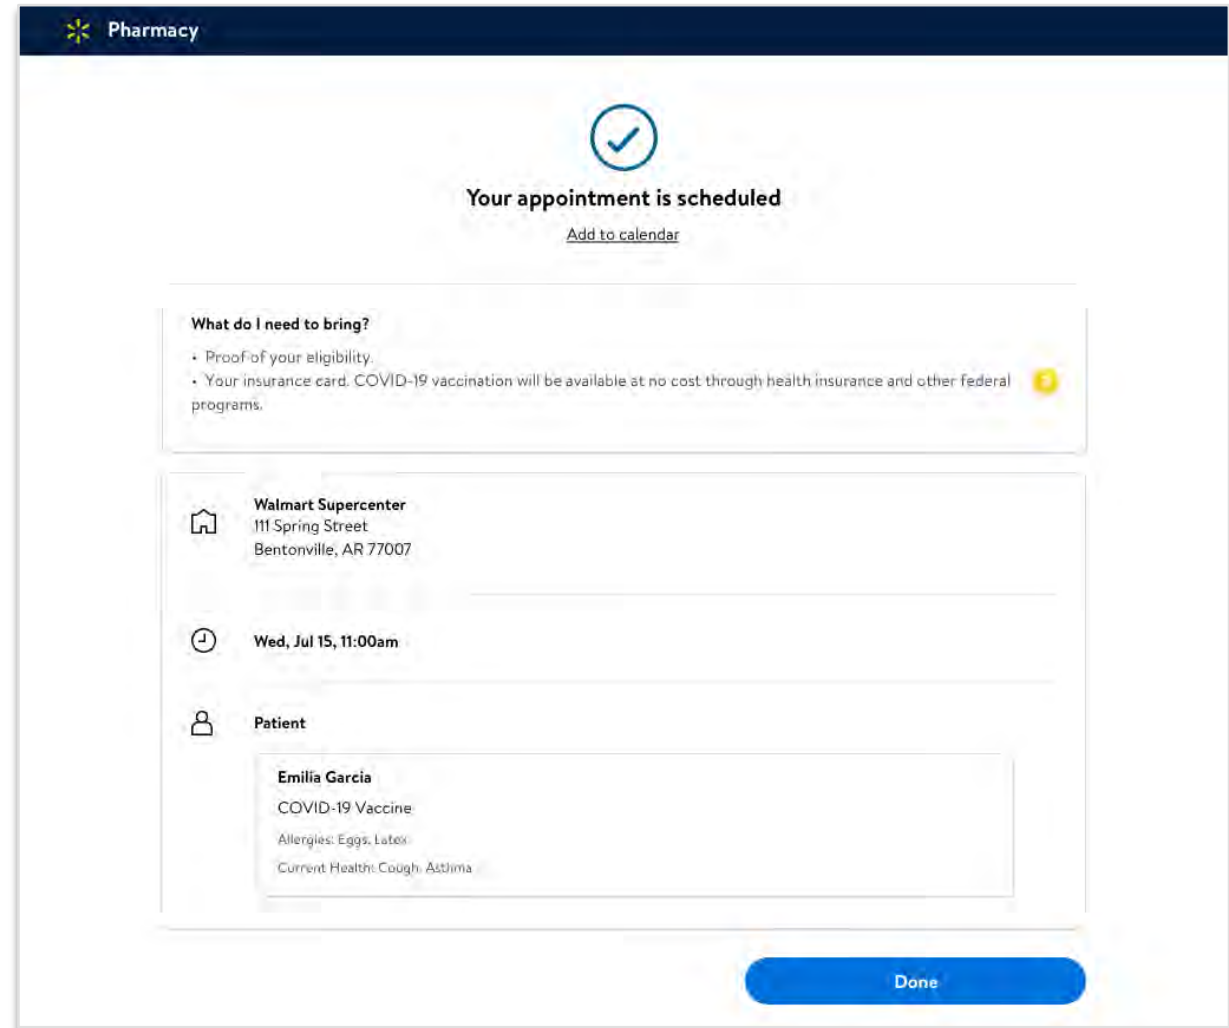 Pharmacy
Your appointment is scheduled
Add to calendar
What do I need to bring?
• Proof of your eligibility.
• Your insurance card. COVID-19 vaccination will be available at no cost through health insurance and other federal
programs.
Walmart Supercenter
111 Spring Street
Bentonville, AR 77007
Wed, Jul 15, 11:00am
Patient
Emilia Garcia
COVID-19 Vaccine
Allergies: Eggs, Latex
Current Health: Cough, Asthma
Done